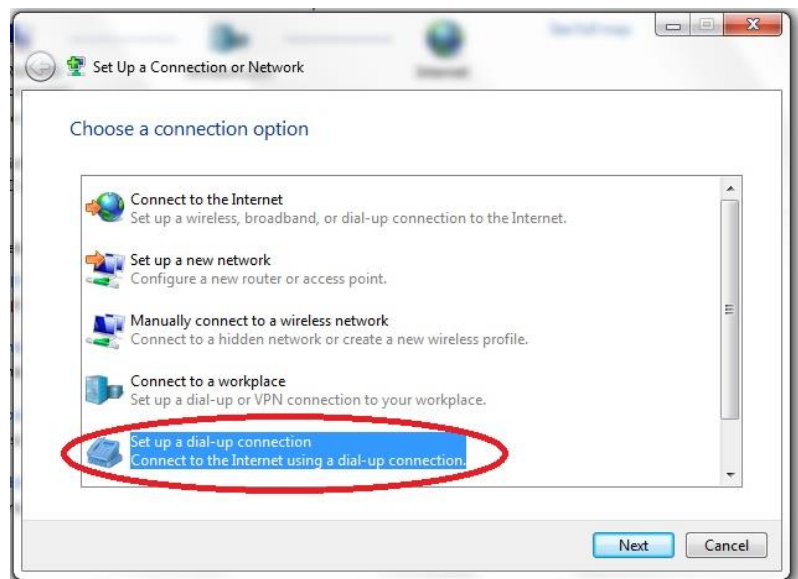 Set Up a Connection or Network
Choose a connection option
Connect to the Internet
Set up a wireless, broadband, or dial-up connection to the Internet.
Set up a new network
Configure a new router or access point.
Manually connect to a wireless network
Connect to a hidden network or create a new wireless profile.
Connect to a workplace
Set up a dial-up or VPN connection to your workplace.
Set up a dial-up connection
Connect to the Internet using a dial-up connection.
Next
Cancel